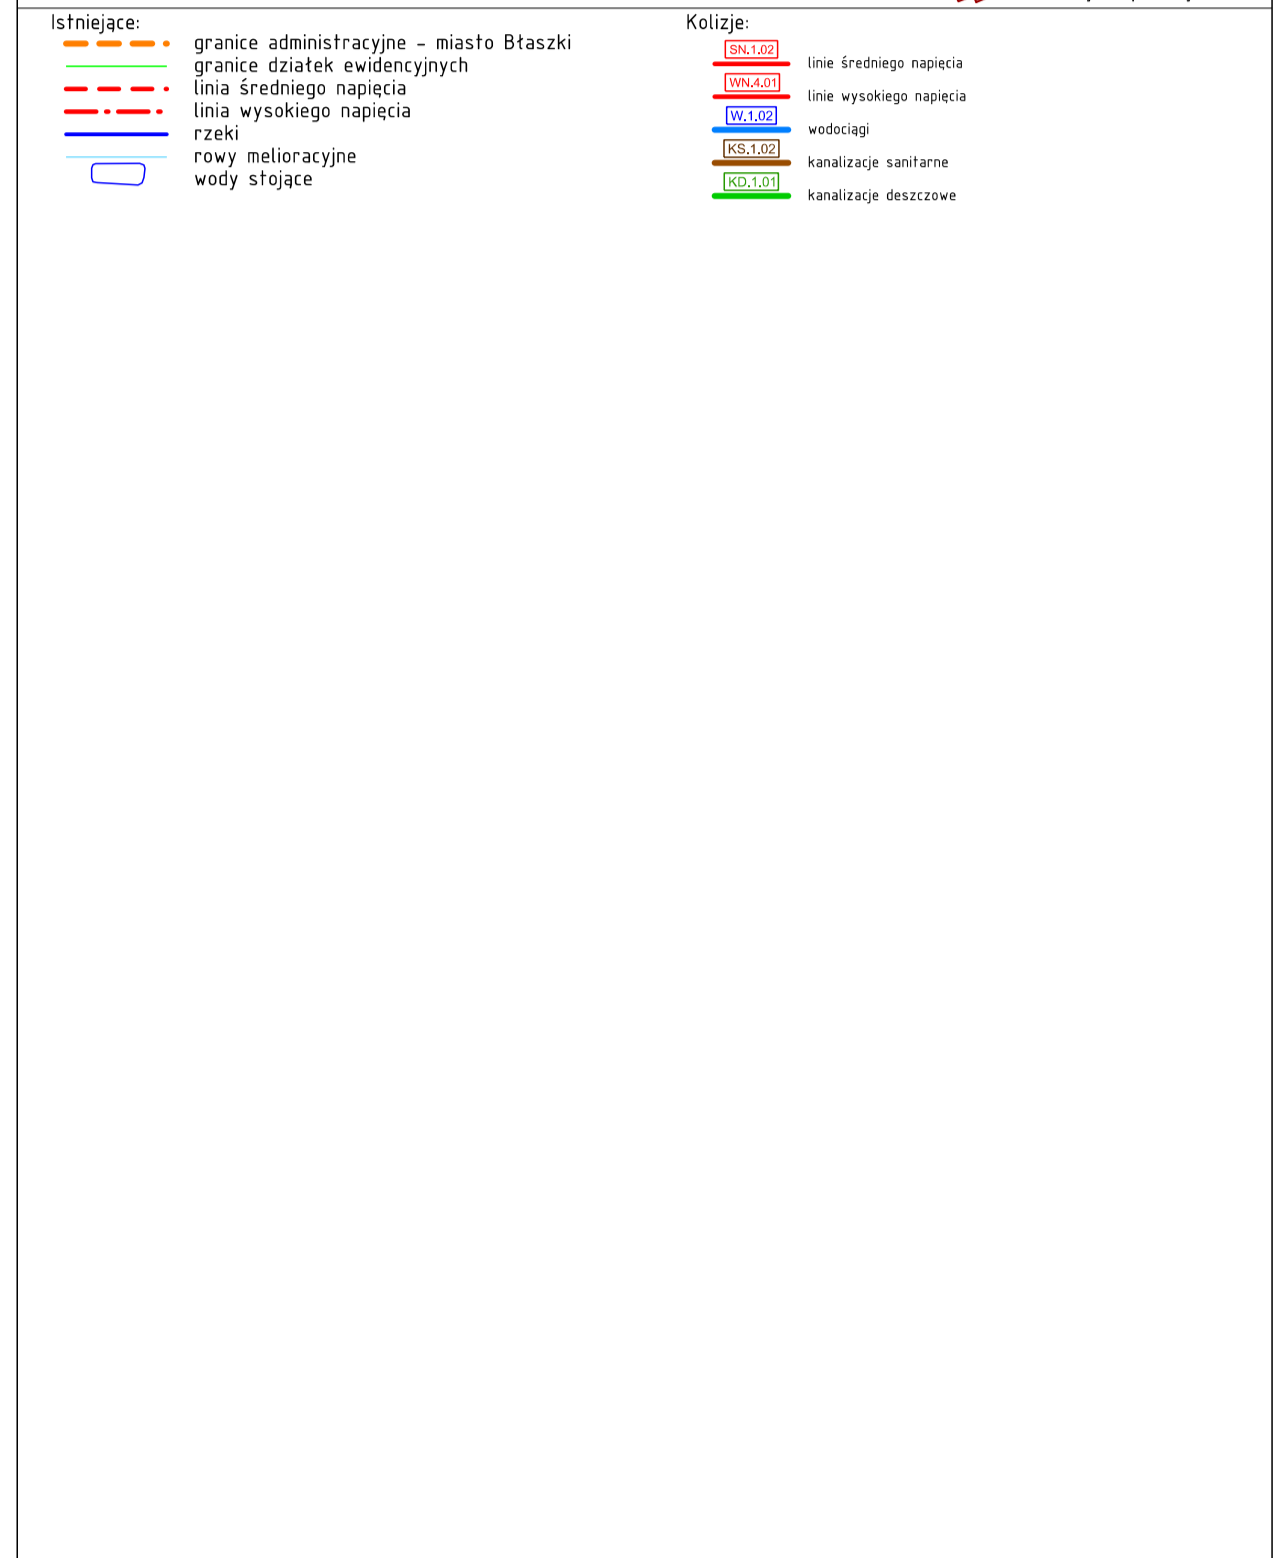 Istniejące:
granice administracyjne – miasto Błaszki
granice działek ewidencyjnych
linia średniego napięcia
linia wysokiego napięcia
rzeki
rowy melioracyjne
wody stojące
Kolizje:
SN.1.02
linie średniego napięcia
WN.4.01
linie wysokiego napięcia
W.1.02
wodociągi
KS.1.02
kanalizacje sanitarne
KD.1.01
kanalizacje deszczowe